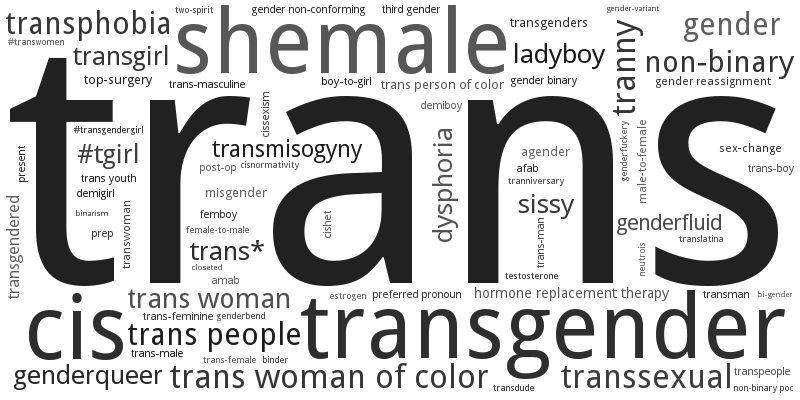 transphobia
two-spirit
gender non-conforming
third gender
gender-variant
#transwomen
shemale
transgenders
gender
transgirl
ladyboy
tranny
non-binary
top-surgery
trans-masculine
boy-to-girl
trans person of color
gender binary
gender reassignment
trans
cissexism
demiboy
#transgendergirl
#tgirl
transmisogyny
dysphoria
agender
genderfuckery
male-to-female
sex-change
present
post-op
cisnormativity
afab
trans-boy
trans youth
tranniversary
demigirl
misgender
sissy
transgendered
binarism
transwoman
femboy
cishet
genderfluid
prep
female-to-male
trans-man
translatina
trans*
neutrois
closeted
amab
testosterone
trans woman
estrogen
preferred pronoun
hormone replacement therapy
transman
bi-gender
cis
trans-feminine
genderbend
transgender
trans people
trans-male
trans-female
binder
genderqueer
trans woman of color
transsexual
transpeople
transdude
non-binary poc